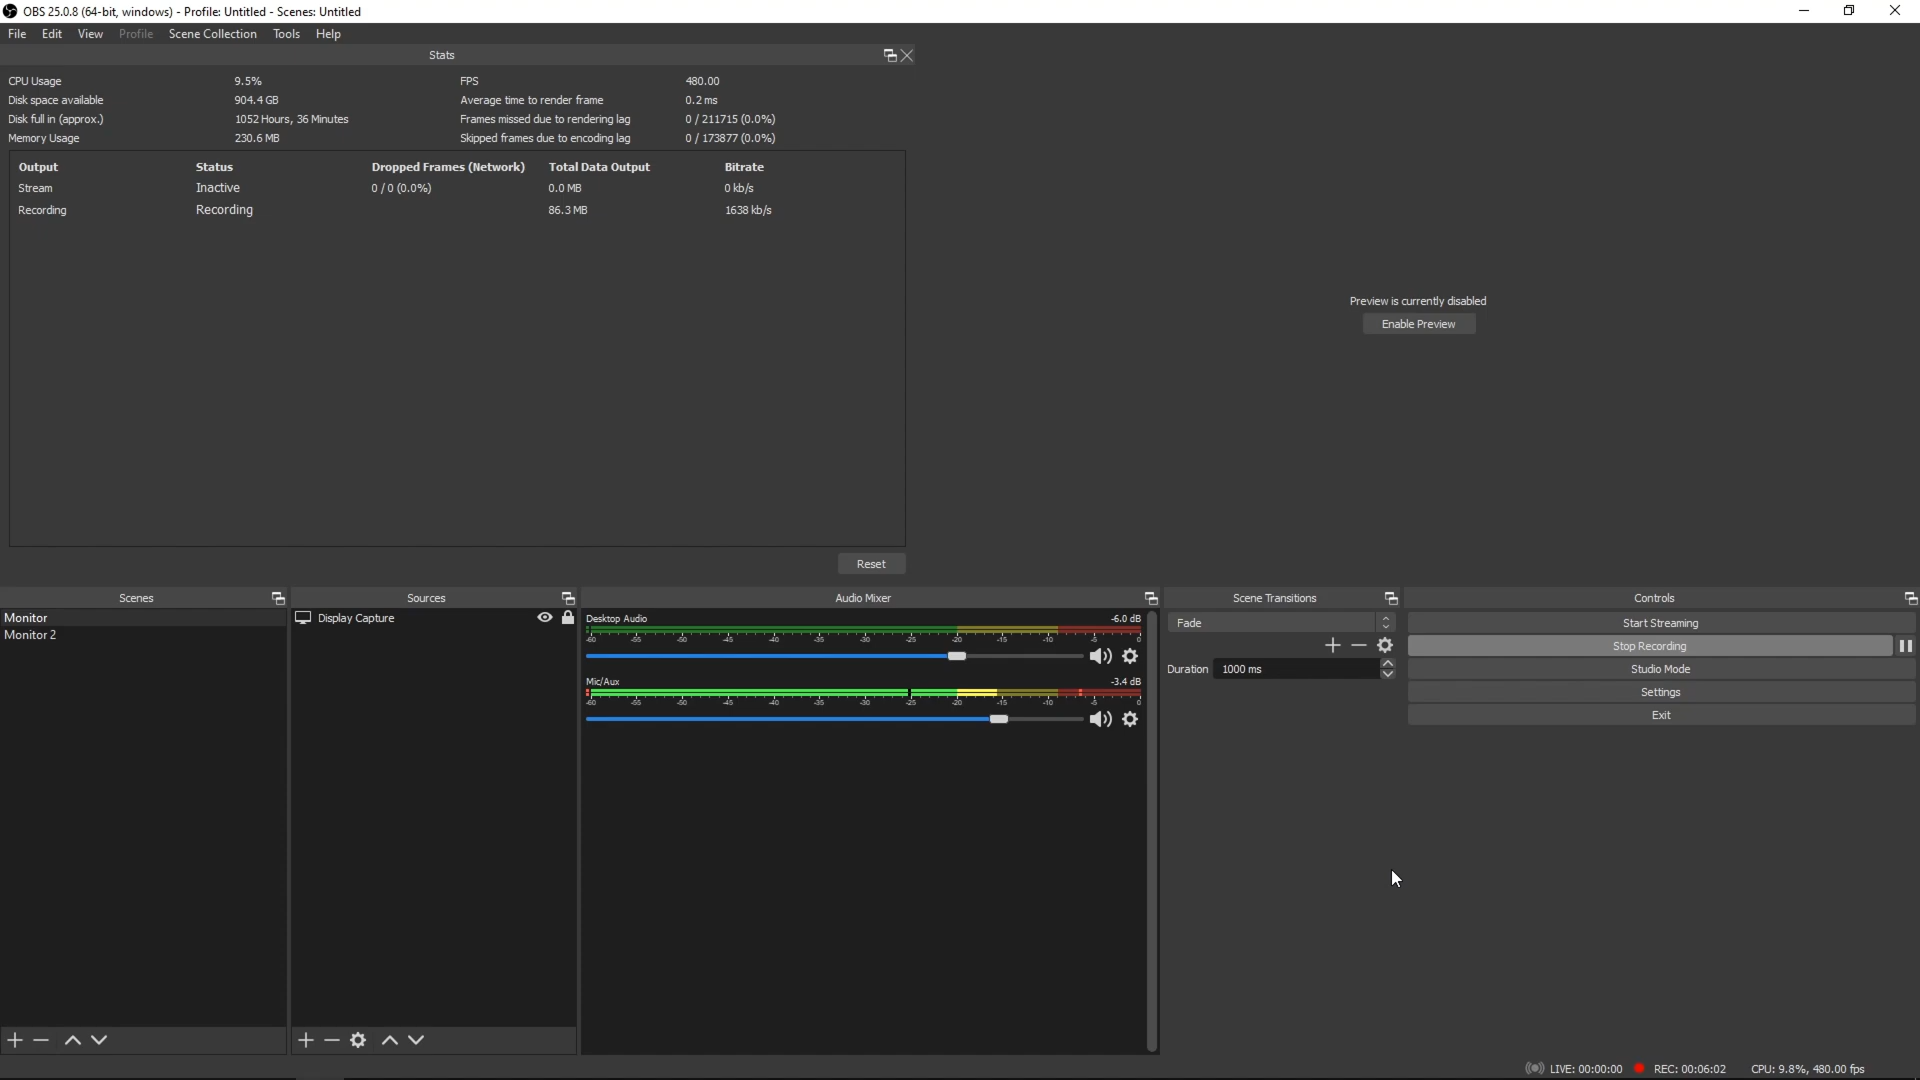 OBS 25.0.8 (64-bit, windows) - Profile: Untitled - Scenes: Untitled
File Edit View Profile Scene Collection Tools Help
Stats
CPU Usage 9.5% FPS 480.00
Disk space available 904.4 GB Average time to render frame 0.2 ms
Disk full in (approx.) 1052 Hours, 36 Minutes Frames missed due to rendering lag 0 / 211715 (0.0%)
Memory Usage 230.6 MB Skipped frames due to encoding lag 0 / 173877 (0.0%)
Output Status Dropped Frames (Network) Total Data Output Bitrate
Stream Inactive 0 / 0 (0.0%) 0.0 MB 0 kb/s
Recording Recording 86.3 MB 1638 kb/s
Preview is currently disabled
Enable Preview
Reset
Scenes
Monitor
Monitor 2
Sources
Display Capture
Audio Mixer
Desktop Audio -6.0 dB
-60 -55 -50 -45 -40 -35 -30 -25 -20 -15 -10 -5 0
Mic/Aux -3.4 dB
-60 -55 -50 -45 -40 -35 -30 -25 -20 -15 -10 -5 0
Scene Transitions
Fade
Duration 1000 ms
Controls
Start Streaming
Stop Recording
Studio Mode
Settings
Exit
LIVE: 00:00:00 REC: 00:06:02 CPU: 9.8%, 480.00 fps